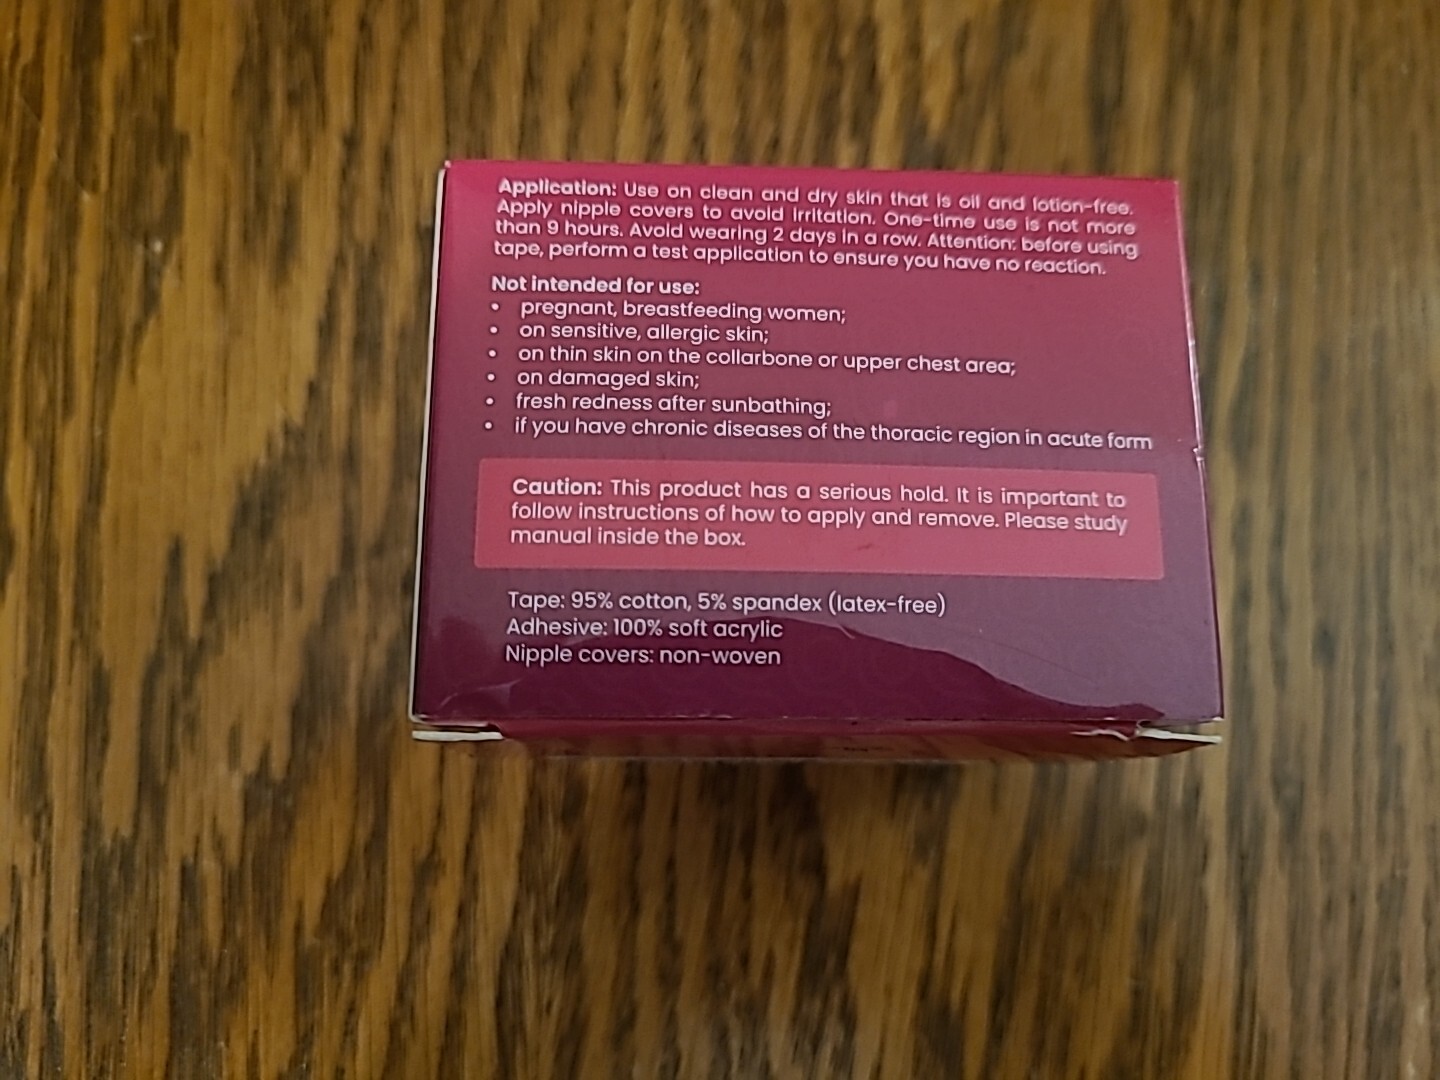 Application: Use on clean and dry skin that is oil and lotion-free.
Apply nipple covers to avoid irritation. One-time use is not more
than 9 hours. Avoid wearing 2 days in a row. Attention: before using
tape, perform a test application to ensure you have no reaction.
Not intended for use:
• pregnant, breastfeeding women;
• on sensitive, allergic skin;
• on thin skin on the collarbone or upper chest area;
• on damaged skin;
• fresh redness after sunbathing;
• if you have chronic diseases of the thoracic region in acute form
Caution: This product has a serious hold. It is important to
follow instructions of how to apply and remove. Please study
manual inside the box.
Tape: 95% cotton, 5% spandex (latex-free)
Adhesive: 100% soft acrylic
Nipple covers: non-woven